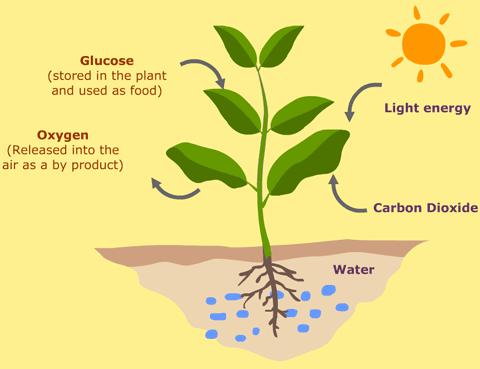 Glucose
(stored in the plant
and used as food)
Light energy
Oxygen
(Released into the
air as a by product)
Carbon Dioxide
Water